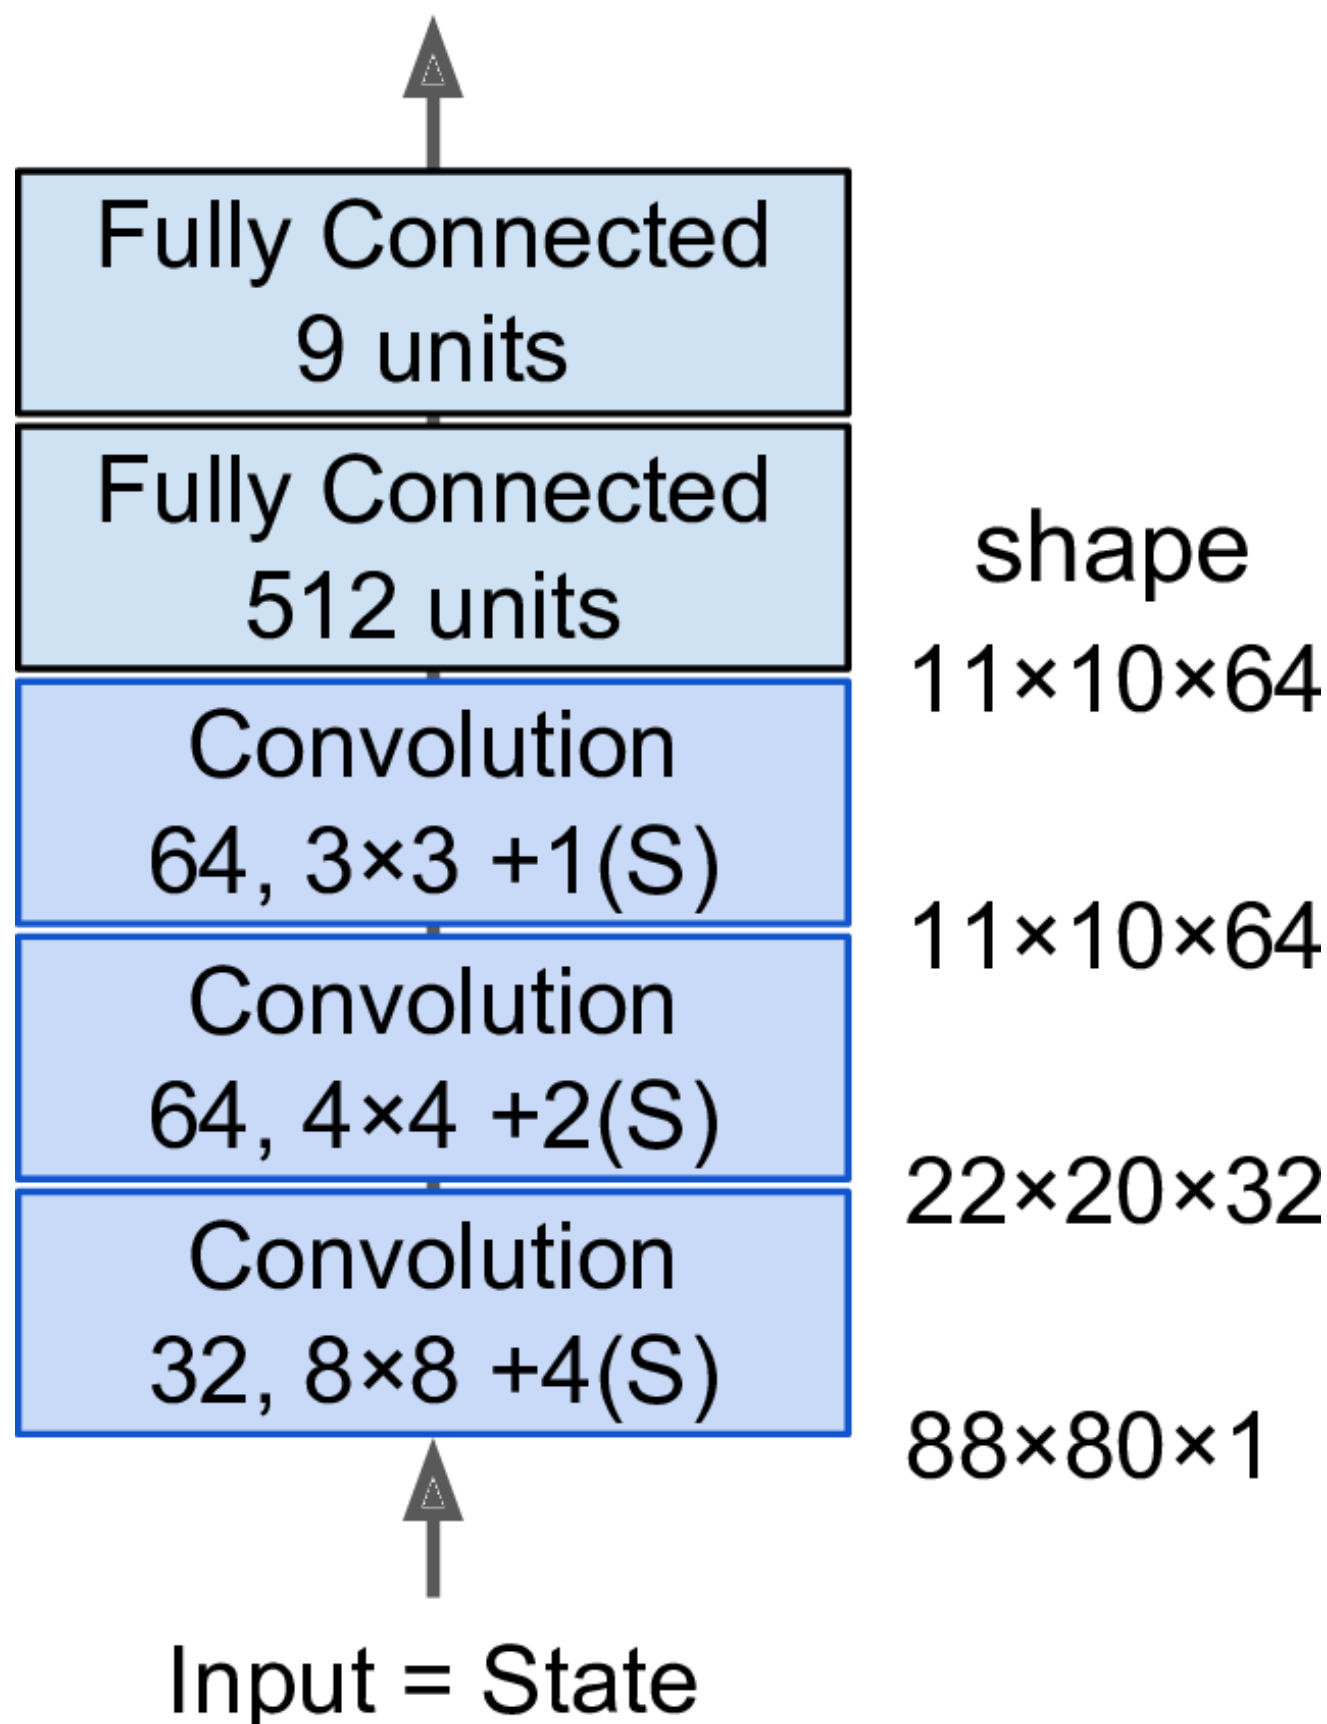 Fully Connected
9 units
Fully Connected
512 units
shape
11×10×64
Convolution
64, 3×3 +1(S)
11×10×64
Convolution
64, 4×4 +2(S)
22×20×32
Convolution
32, 8×8 +4(S)
88×80×1
Input = State